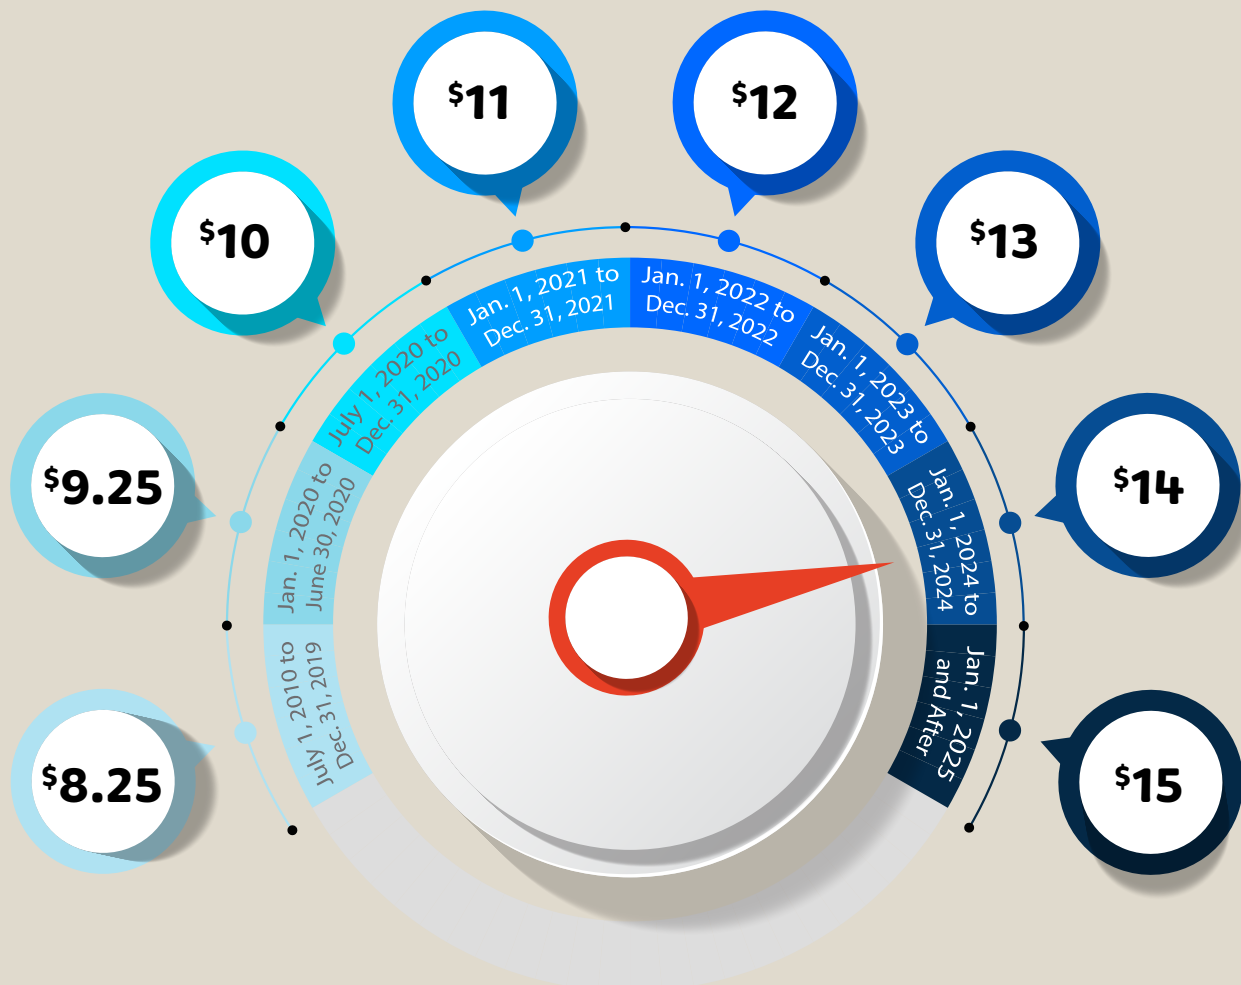 $8.25
July 1, 2010 to
Dec. 31, 2019
$9.25
Jan. 1, 2020 to
June 30, 2020
$10
July 1, 2020 to
Dec. 31, 2020
$11
Jan. 1, 2021 to
Dec. 31, 2021
$12
Jan. 1, 2022 to
Dec. 31, 2022
$13
Jan. 1, 2023 to
Dec. 31, 2023
$14
Jan. 1, 2024 to
Dec. 31, 2024
$15
Jan. 1, 2025
and After